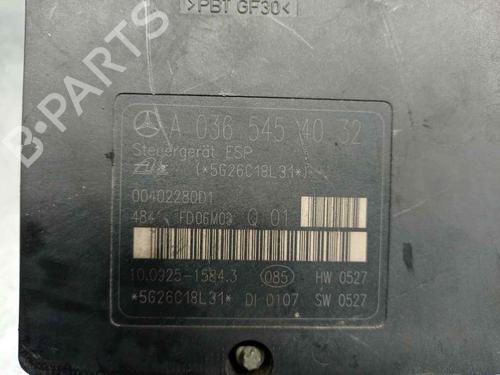 >PBT GF30<
B-PARTS
A 036 545 40 32
Steuergerät ESP
(*5G26C18L31*)
00402280D1
484 FD06M03 Q 01
10.0925-1584.3 085 HW 0527
*5G26C18L31* DI 0107 SW 0527